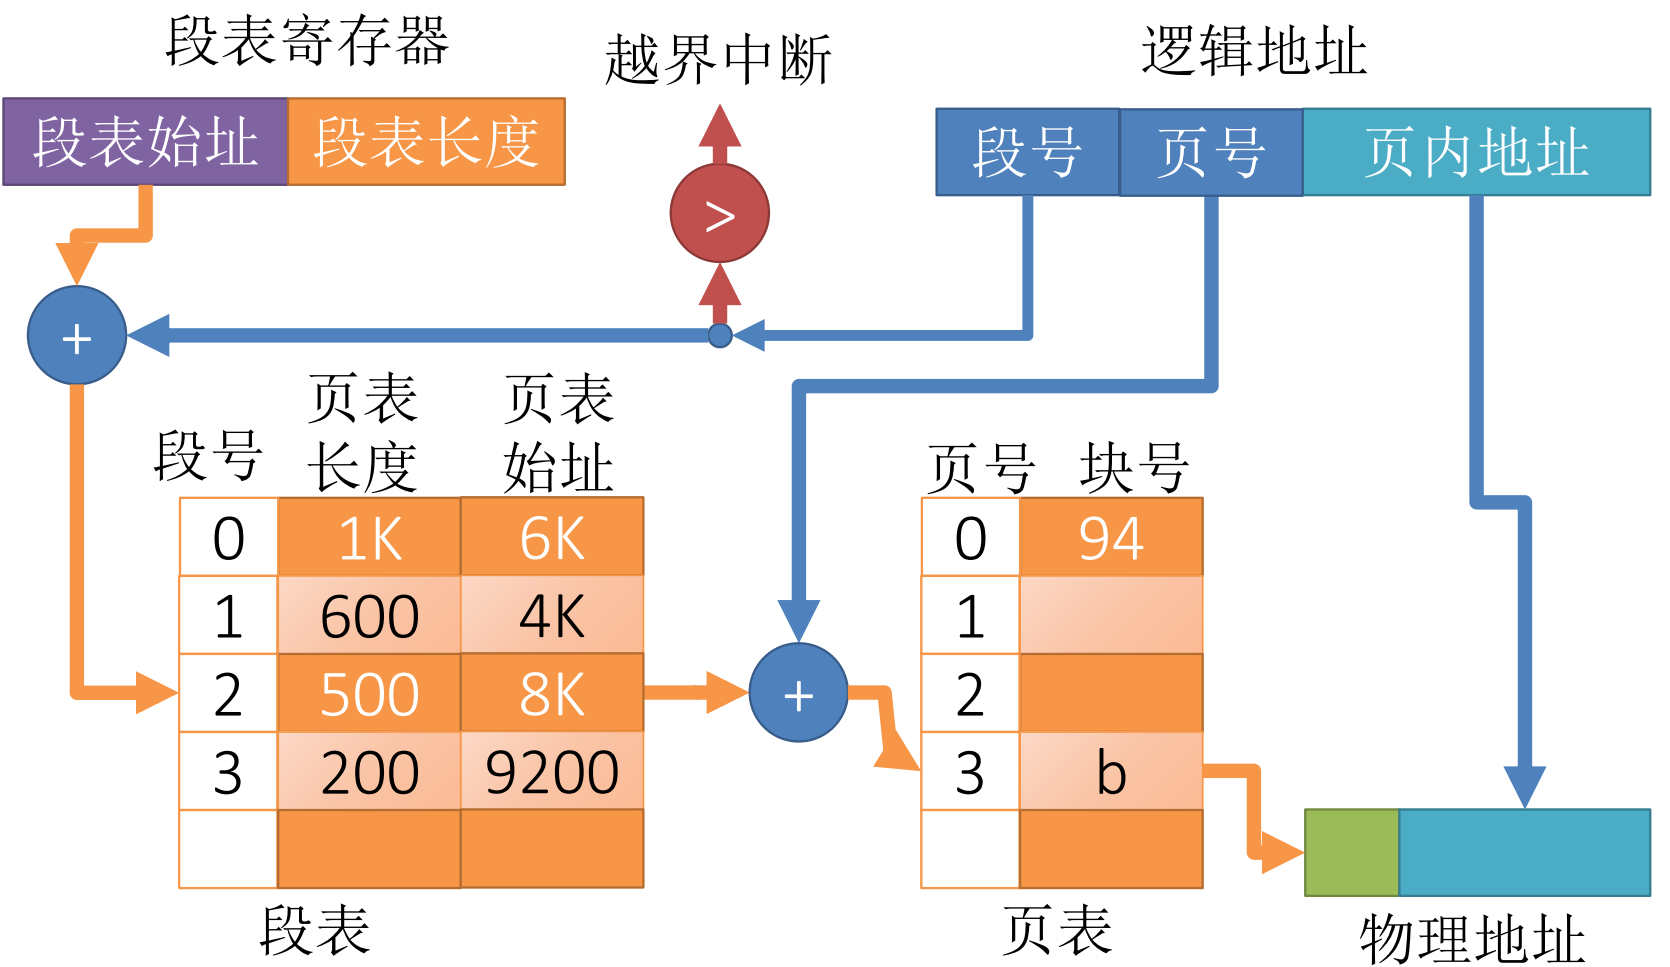 段表寄存器
越界中断
逻辑地址
段表始址 段表长度
段号 页号 页内地址
>
+
段号 页表长度 页表始址
0 1K 6K
1 600 4K
2 500 8K
3 200 9200
段表
+
页号 块号
0 94
1
2
3 b
页表
物理地址